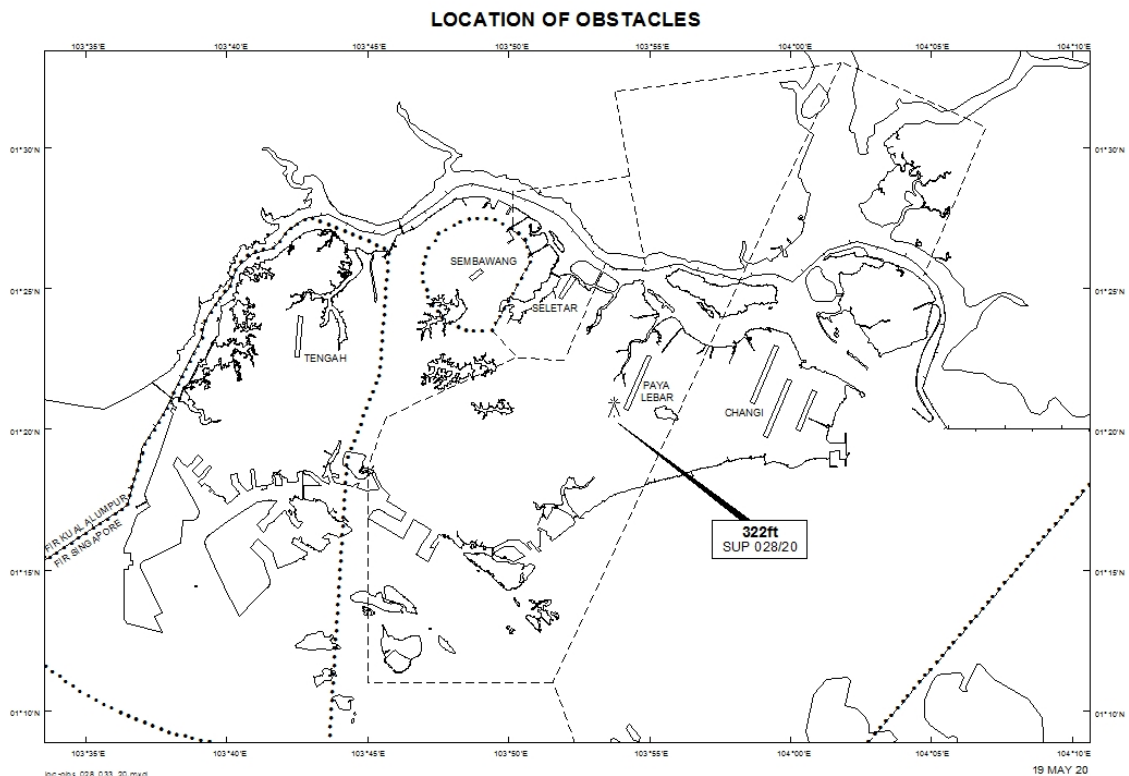 LOCATION OF OBSTACLES
103°35'E 103°40'E 103°45'E 103°50'E 103°55'E 104°00'E 104°05'E 104°10'E
01°30'N 01°30'N
SEMBAWANG
01°25'N 01°25'N
SELETAR
TENGAH
PAYA
LEBAR
CHANGI
01°20'N 01°20'N
FIR KUALALUMPUR
FIR SINGAPORE
322ft
SUP 028/20
01°15'N 01°15'N
01°10'N 01°10'N
103°35'E 103°40'E 103°45'E 103°50'E 103°55'E 104°00'E 104°05'E 104°10'E
19 MAY 20